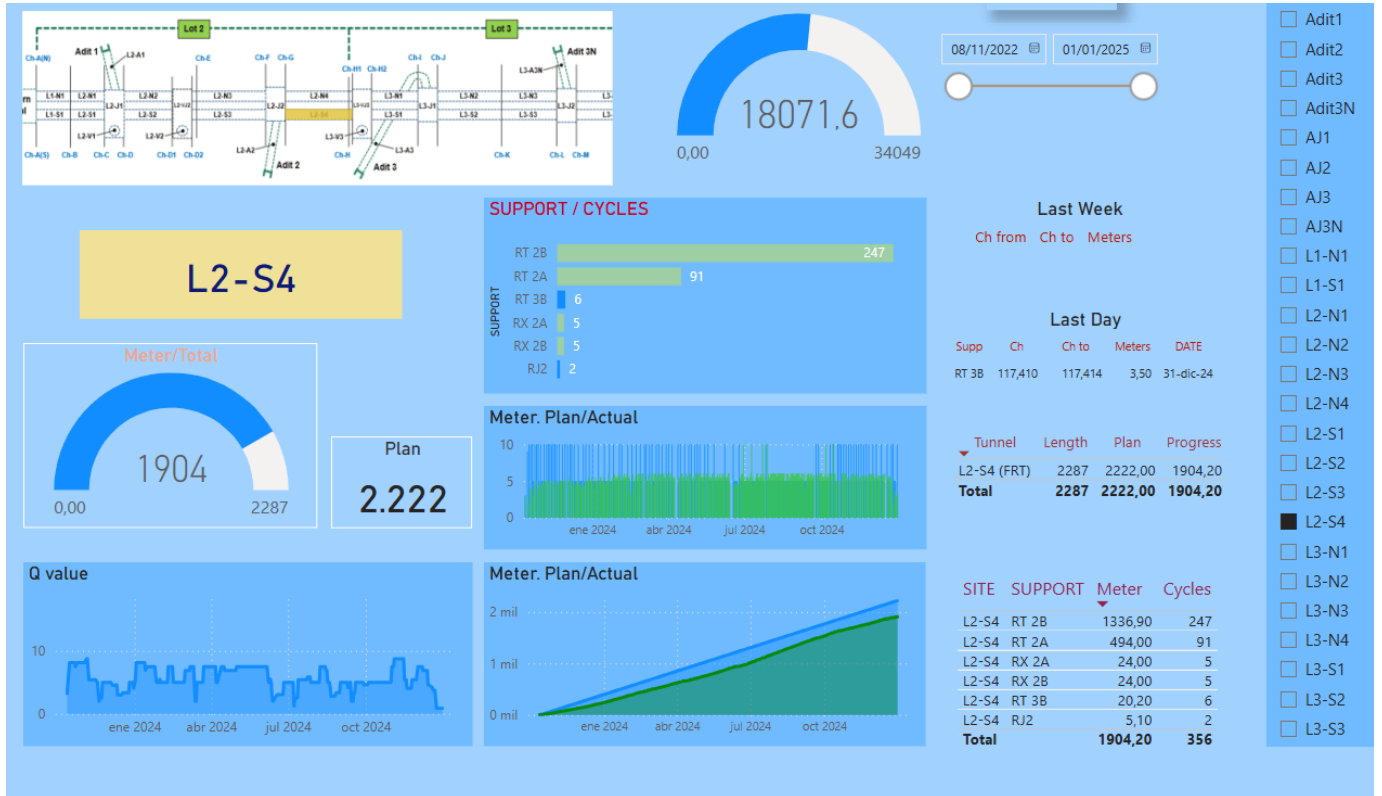 Lot 2
Lot 3
Adit 1
L2-A1
Adit 3N
Ch-A(N)
Ch-E
Ch-F Ch-G
Ch-I Ch-J
Ch-H1 Ch-H2
L3-A3N
L1-N1 L2-N1 L2-N2 L2-N3 L2-N4 L3-N1 L3-N2 L3-N3
L2-J1 L2-J2 L3-J1 L3-J2
L1-S1 L2-S1 L2-S2 L2-S3 L2-S4 L3-S1 L3-S2 L3-S3
L2-V1 L2-V2 L3-V3
L2-A2 L3-A3
Ch-A(S) Ch-B Ch-C Ch-D Ch-D1 Ch-D2 Ch-H Ch-K Ch-L Ch-M
Adit 2
Adit 3
18071,6
0,00 34049
08/11/2022 01/01/2025
L2-S4
Meter/Total
1904
0,00 2287
Plan
2.222
SUPPORT / CYCLES
SUPPORT
RT 2B 247
RT 2A 91
RT 3B 6
RX 2A 5
RX 2B 5
RJ2 2
Meter. Plan/Actual
10
5
0
ene 2024 abr 2024 jul 2024 oct 2024
Q value
10
0
ene 2024 abr 2024 jul 2024 oct 2024
Meter. Plan/Actual
2 mil
1 mil
0 mil
ene 2024 abr 2024 jul 2024 oct 2024
Last Week
Ch from Ch to Meters
Last Day
Supp Ch Ch to Meters DATE
RT 3B 117,410 117,414 3,50 31-dic-24
Tunnel Length Plan Progress
L2-S4 (FRT) 2287 2222,00 1904,20
Total 2287 2222,00 1904,20
SITE SUPPORT Meter Cycles
L2-S4 RT 2B 1336,90 247
L2-S4 RT 2A 494,00 91
L2-S4 RX 2A 24,00 5
L2-S4 RX 2B 24,00 5
L2-S4 RT 3B 20,20 6
L2-S4 RJ2 5,10 2
Total 1904,20 356
Adit1
Adit2
Adit3
Adit3N
AJ1
AJ2
AJ3
AJ3N
L1-N1
L1-S1
L2-N1
L2-N2
L2-N3
L2-N4
L2-S1
L2-S2
L2-S3
L2-S4
L3-N1
L3-N2
L3-N3
L3-N4
L3-S1
L3-S2
L3-S3